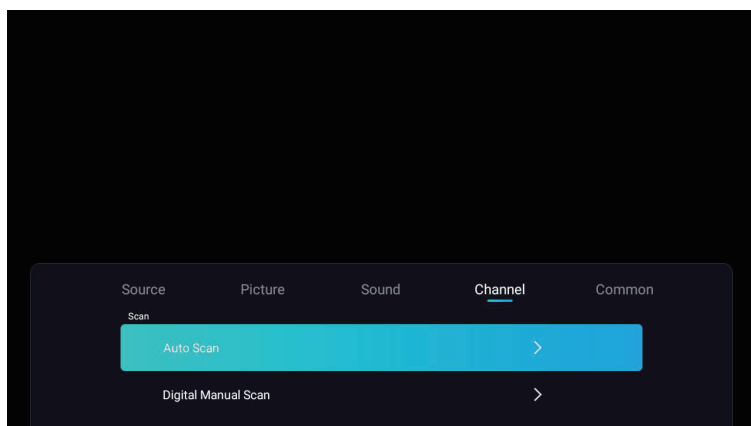 Source Picture Sound Channel Common
Scan
Auto Scan
Digital Manual Scan